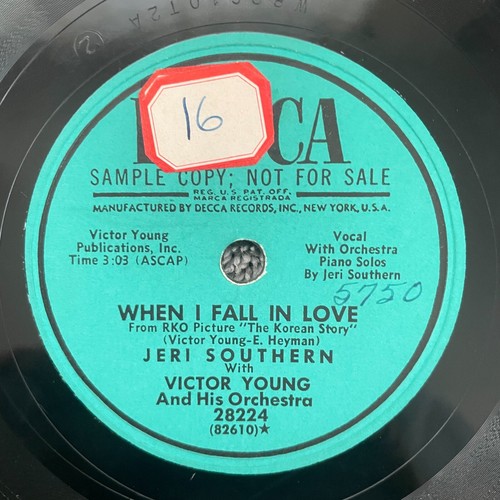 16
CA
SAMPLE COPY; NOT FOR SALE
REG. U.S. PAT. OFF.
MARCA REGISTRADA
MANUFACTURED BY DECCA RECORDS, INC., NEW YORK, U.S.A.
Victor Young
Publications, Inc.
Time 3:03 (ASCAP)
Vocal
With Orchestra
Piano Solos
By Jeri Southern
5750
WHEN I FALL IN LOVE
From RKO Picture "The Korean Story"
(Victor Young-E. Heyman)
JERI SOUTHERN
With
VICTOR YOUNG
And His Orchestra
28224
(82610)★